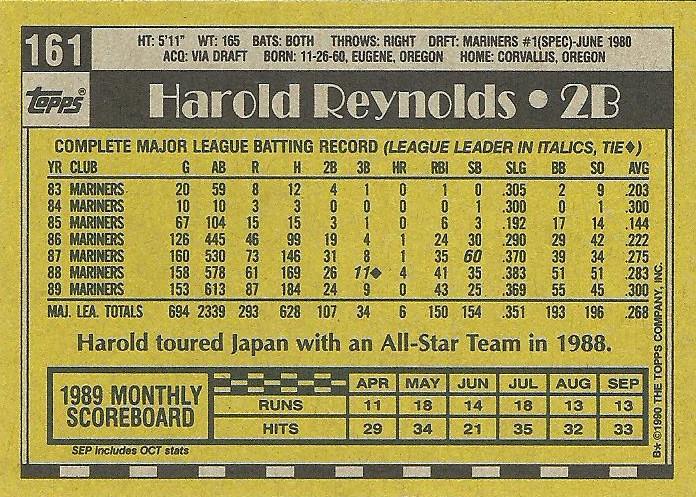 161
HT: 5'11" WT: 165 BATS: BOTH THROWS: RIGHT DRFT: MARINERS #1(SPEC)-JUNE 1980
ACQ: VIA DRAFT BORN: 11-26-60, EUGENE, OREGON HOME: CORVALLIS, OREGON
Topps®
Harold Reynolds • 2B
COMPLETE MAJOR LEAGUE BATTING RECORD (LEAGUE LEADER IN ITALICS, TIE♦)
YR CLUB G AB R H 2B 3B HR RBI SB SLG BB SO AVG
83 MARINERS 20 59 8 12 4 1 0 1 0 .305 2 9 .203
84 MARINERS 10 10 3 3 0 0 0 0 1 .300 0 1 .300
85 MARINERS 67 104 15 15 3 1 0 6 3 .192 17 14 .144
86 MARINERS 126 445 46 99 19 4 1 24 30 .290 29 42 .222
87 MARINERS 160 530 73 146 31 8 1 35 60 .370 39 34 .275
88 MARINERS 158 578 61 169 26 11♦ 4 41 35 .383 51 51 .283
89 MARINERS 153 613 87 184 24 9 0 43 25 .369 55 45 .300
MAJ. LEA. TOTALS 694 2339 293 628 107 34 6 150 154 .351 193 196 .268
Harold toured Japan with an All-Star Team in 1988.
1989 MONTHLY
SCOREBOARD
APR MAY JUN JUL AUG SEP
RUNS 11 18 14 18 13 13
HITS 29 34 21 35 32 33
SEP includes OCT stats
B* ©1990 THE TOPPS COMPANY, INC.